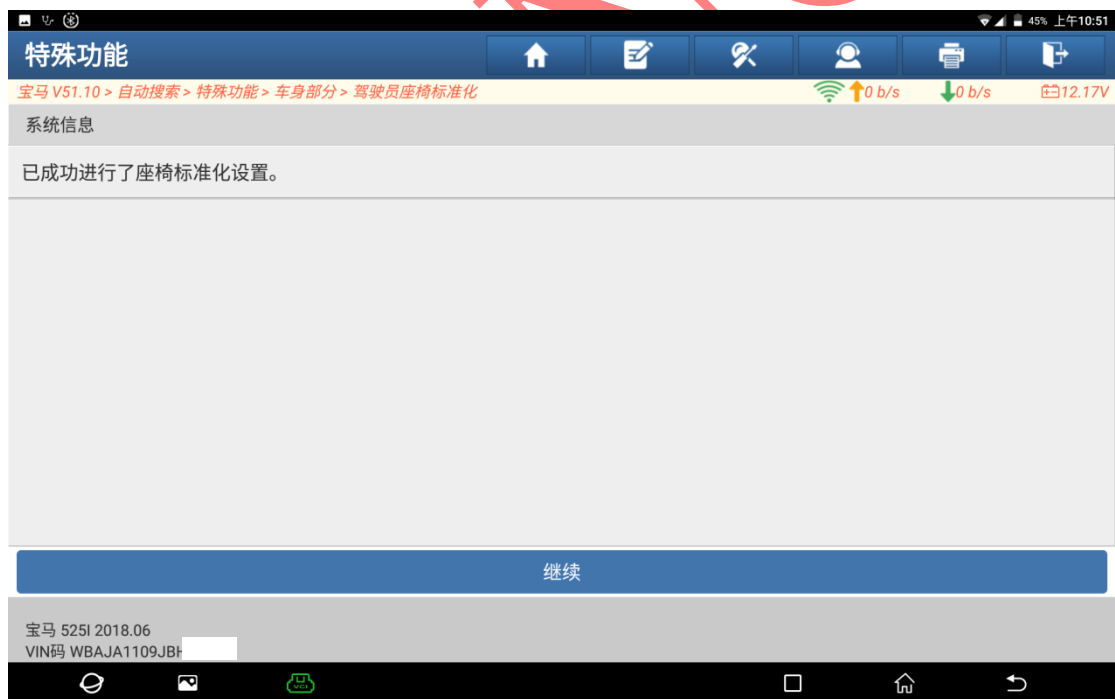 45% 上午10:51
特殊功能
宝马 V51.10 > 自动搜索 > 特殊功能 > 车身部分 > 驾驶员座椅标准化
0 b/s
0 b/s
12.17V
系统信息
已成功进行了座椅标准化设置。
继续
宝马 525I 2018.06
VIN码 WBAJA1109JBH
VCI